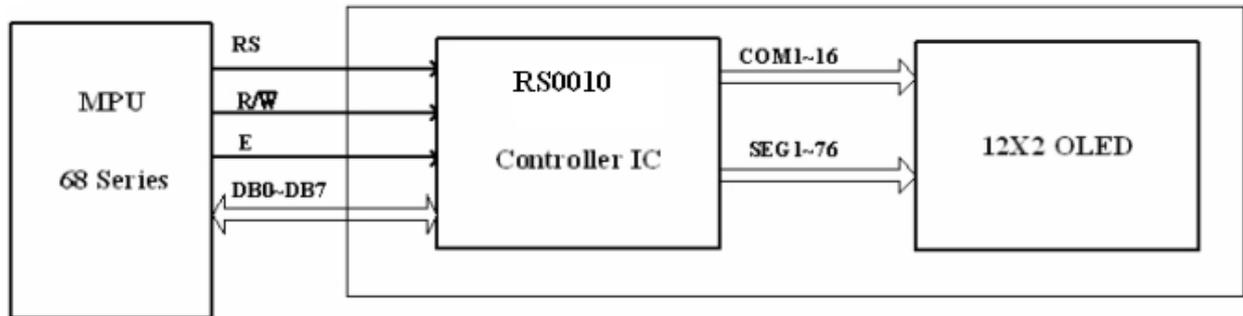 MPU
68 Series
RS
R/W̅
E
DB0~DB7
RS0010
Controller IC
COM1~16
SEG1~76
12X2 OLED